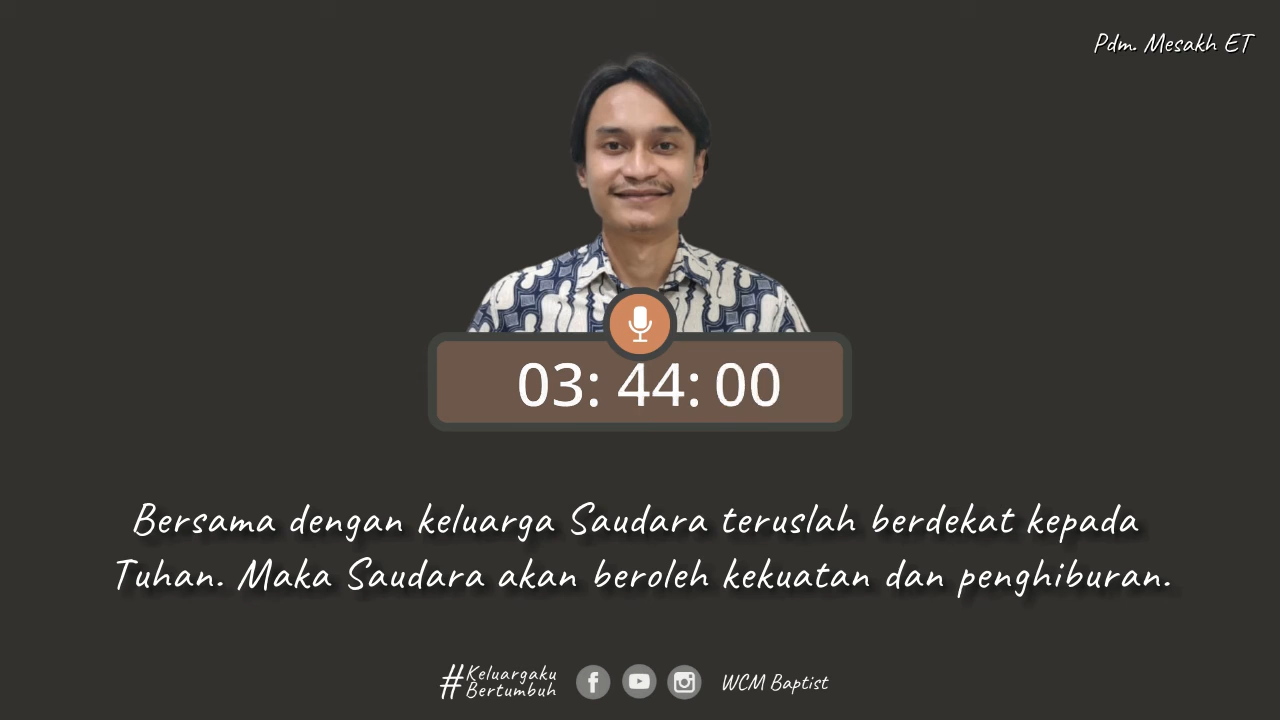 Pdm. Mesakh ET
03: 44: 00
Bersama dengan keluarga Saudara teruslah berdekat kepada
Tuhan. Maka Saudara akan beroleh kekuatan dan penghiburan.
#Keluargaku
Bertumbuh
WCM Baptist